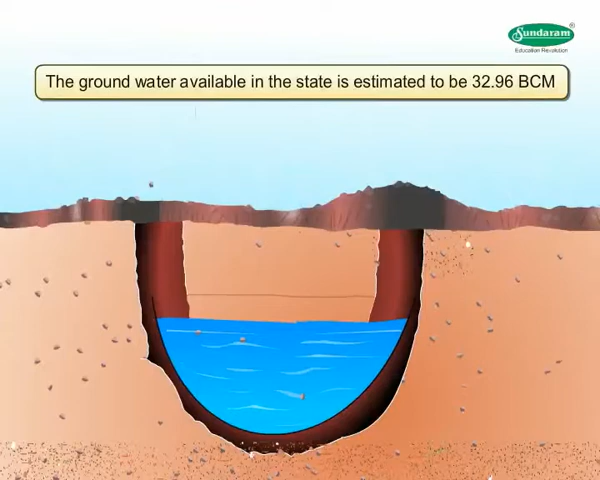 Sundaram®
Education Revolution
The ground water available in the state is estimated to be 32.96 BCM